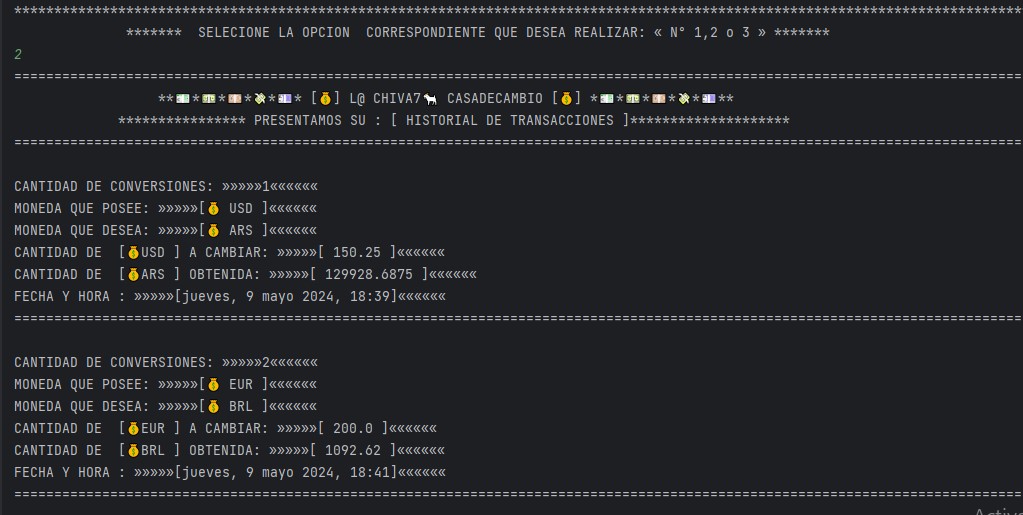 *******************************************************************************************************************************
******* SELECIONE LA OPCION  CORRESPONDIENTE QUE DESEA REALIZAR: « N° 1,2 o 3 » *******
2
===============================================================================================================================
**💵*💴*💶*💸*💷* [💰] L@ CHIVA7🐐 CASADECAMBIO [💰] *💵*💴*💶*💸*💷**
**************** PRESENTAMOS SU : [ HISTORIAL DE TRANSACCIONES ]********************
===============================================================================================================================
CANTIDAD DE CONVERSIONES: »»»»»1««««««
MONEDA QUE POSEE: »»»»»[💰 USD ]««««««
MONEDA QUE DESEA: »»»»»[💰 ARS ]««««««
CANTIDAD DE  [💰USD ] A CAMBIAR: »»»»»[ 150.25 ]««««««
CANTIDAD DE  [💰ARS ] OBTENIDA: »»»»»[ 129928.6875 ]««««««
FECHA Y HORA : »»»»»[jueves, 9 mayo 2024, 18:39]««««««
===============================================================================================================================
CANTIDAD DE CONVERSIONES: »»»»»2««««««
MONEDA QUE POSEE: »»»»»[💰 EUR ]««««««
MONEDA QUE DESEA: »»»»»[💰 BRL ]««««««
CANTIDAD DE  [💰EUR ] A CAMBIAR: »»»»»[ 200.0 ]««««««
CANTIDAD DE  [💰BRL ] OBTENIDA: »»»»»[ 1092.62 ]««««««
FECHA Y HORA : »»»»»[jueves, 9 mayo 2024, 18:41]««««««
===============================================================================================================================